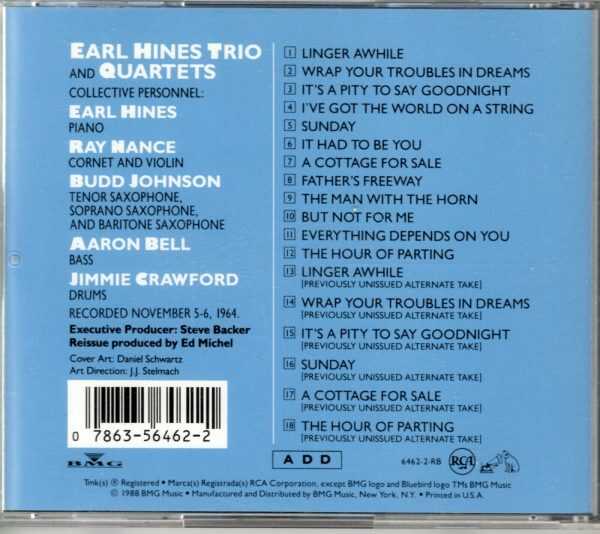 EARL HINES TRIO
AND QUARTETS
COLLECTIVE PERSONNEL:
EARL HINES
PIANO
RAY NANCE
CORNET AND VIOLIN
BUDD JOHNSON
TENOR SAXOPHONE,
SOPRANO SAXOPHONE,
AND BARITONE SAXOPHONE
AARON BELL
BASS
JIMMIE CRAWFORD
DRUMS
RECORDED NOVEMBER 5-6, 1964.
Executive Producer: Steve Backer
Reissue produced by Ed Michel
Cover Art: Daniel Schwartz
Art Direction: J.J. Stelmach
0 7863-56462-2
BMG
1 LINGER AWHILE
2 WRAP YOUR TROUBLES IN DREAMS
3 IT'S A PITY TO SAY GOODNIGHT
4 I'VE GOT THE WORLD ON A STRING
5 SUNDAY
6 IT HAD TO BE YOU
7 A COTTAGE FOR SALE
8 FATHER'S FREEWAY
9 THE MAN WITH THE HORN
10 BUT NOT FOR ME
11 EVERYTHING DEPENDS ON YOU
12 THE HOUR OF PARTING
13 LINGER AWHILE
[PREVIOUSLY UNISSUED ALTERNATE TAKE]
14 WRAP YOUR TROUBLES IN DREAMS
[PREVIOUSLY UNISSUED ALTERNATE TAKE]
15 IT'S A PITY TO SAY GOODNIGHT
[PREVIOUSLY UNISSUED ALTERNATE TAKE]
16 SUNDAY
[PREVIOUSLY UNISSUED ALTERNATE TAKE]
17 A COTTAGE FOR SALE
[PREVIOUSLY UNISSUED ALTERNATE TAKE]
18 THE HOUR OF PARTING
[PREVIOUSLY UNISSUED ALTERNATE TAKE]
A D D
6462-2-RB
RCA
Tmk(s) ® Registered • Marca(s) Registrada(s) RCA Corporation, except BMG logo and Bluebird logo TMs BMG Music
© 1988 BMG Music • Manufactured and Distributed by BMG Music, New York, N.Y. • Printed in U.S.A.